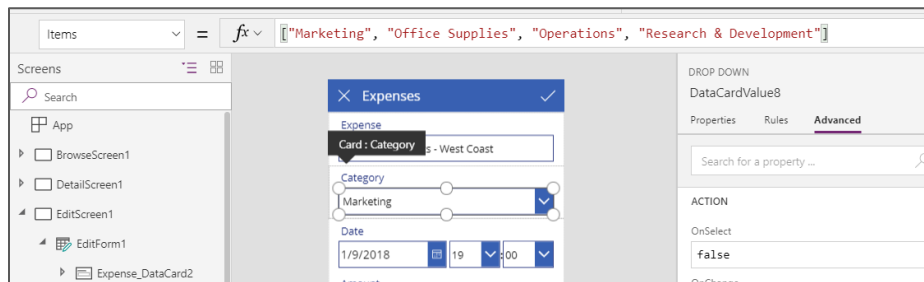 Items = fx ["Marketing", "Office Supplies", "Operations", "Research & Development"]
Screens
Search
App
BrowseScreen1
DetailScreen1
EditScreen1
EditForm1
Expense_DataCard2
Expenses
Expense
Card : Category
s - West Coast
Category
Marketing
Date
1/9/2018 19 : 00
DROP DOWN
DataCardValue8
Properties Rules Advanced
Search for a property ...
ACTION
OnSelect
false